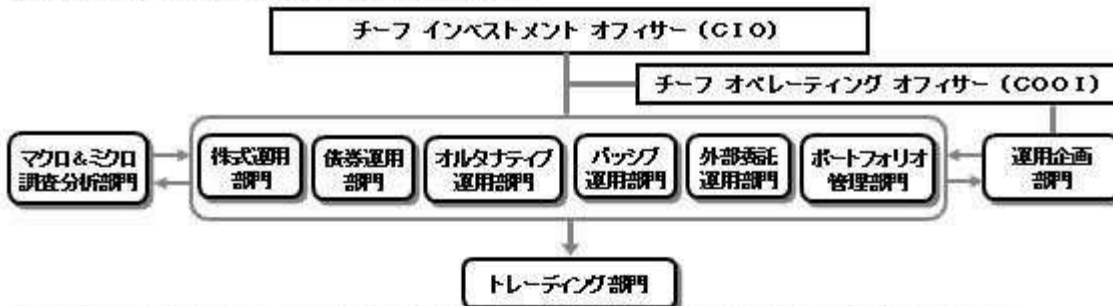 チーフ インベストメント オフィサー (CIO)
チーフ オペレーティング オフィサー (COOI)
マクロ&ミクロ
調査分析部門
株式運用
部門
債券運用
部門
オルタナティブ
運用部門
パッシブ
運用部門
外部委託
運用部門
ポートフォリオ
管理部門
運用企画
部門
トレーディング部門